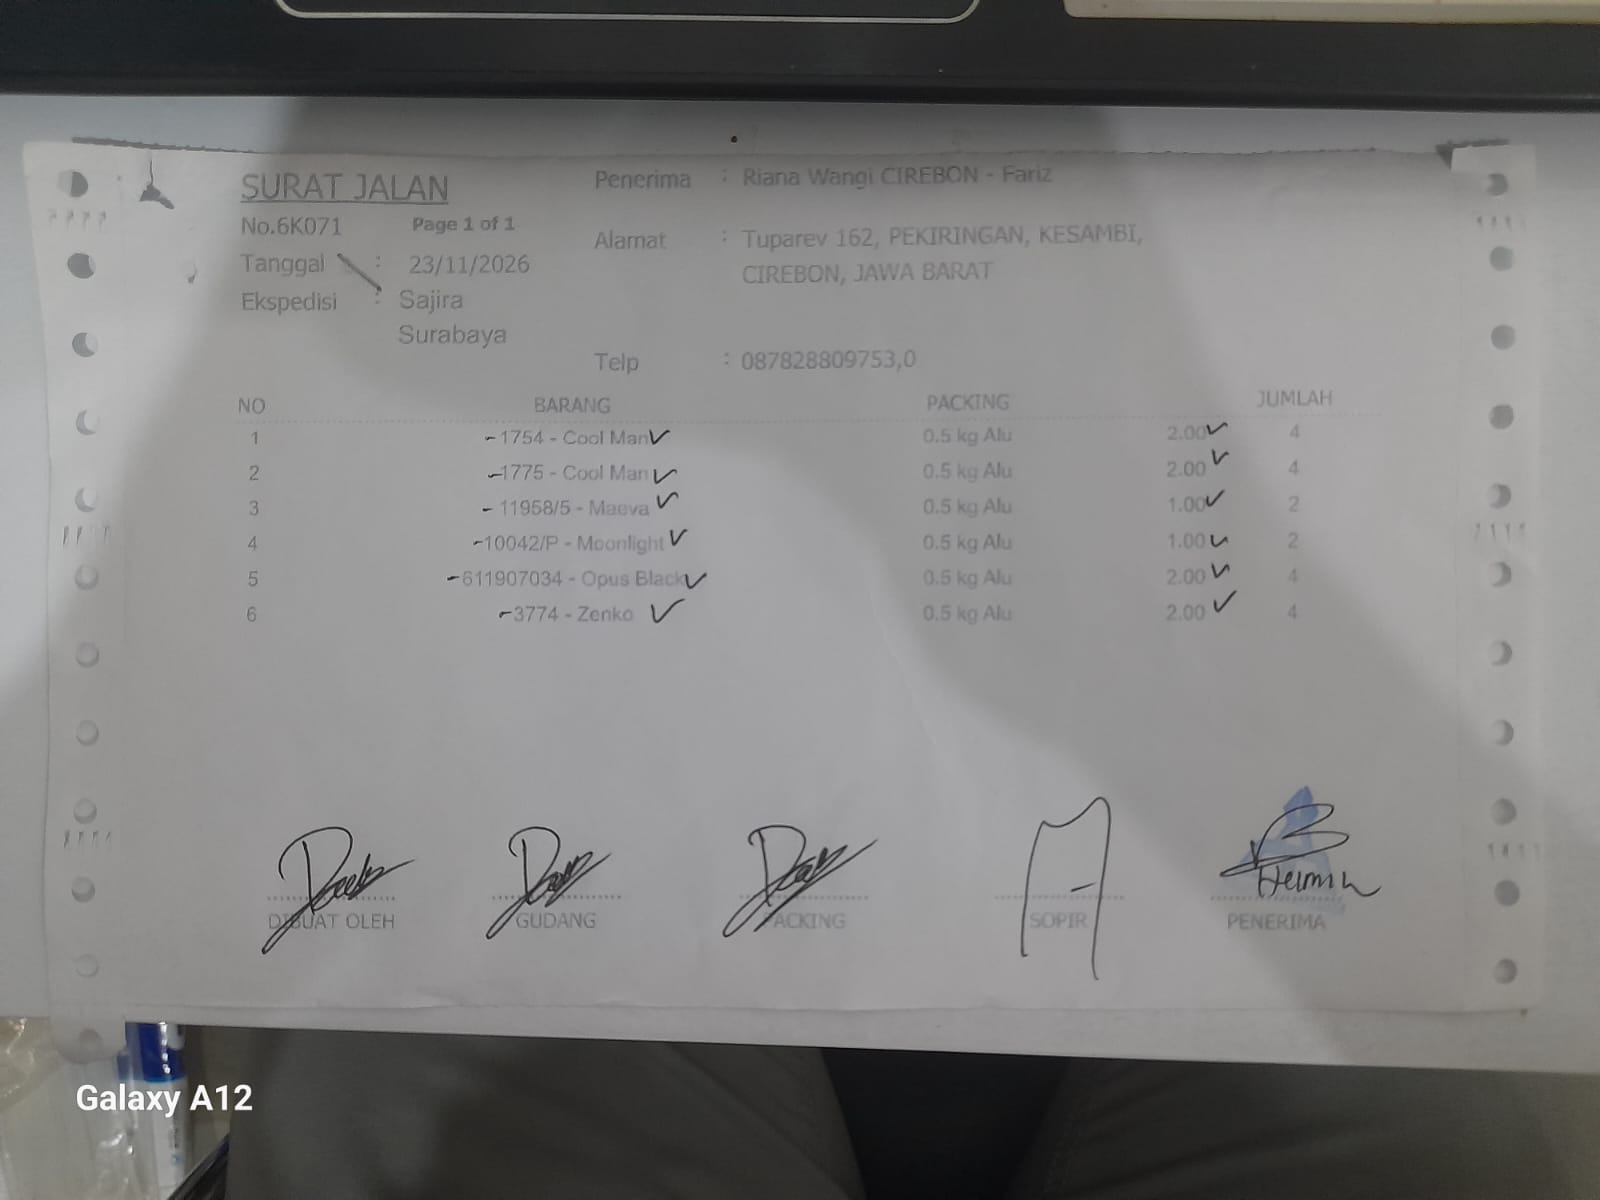 SURAT JALAN
No.6K071 Page 1 of 1
Tanggal : 23/11/2026
Ekspedisi : Sajira
Surabaya
Penerima : Riana Wangi CIREBON - Fariz
Alamat : Tuparev 162, PEKIRINGAN, KESAMBI,
CIREBON, JAWA BARAT
Telp : 087828809753,0
NO BARANG PACKING JUMLAH
1 1754 - Cool Man 0.5 kg Alu 2.00 4
2 1775 - Cool Man 0.5 kg Alu 2.00 4
3 11958/5 - Maeva 0.5 kg Alu 1.00 2
4 10042/P - Moonlight 0.5 kg Alu 1.00 2
5 611907034 - Opus Black 0.5 kg Alu 2.00 4
6 3774 - Zenko 0.5 kg Alu 2.00 4
DIBUAT OLEH GUDANG PACKING SOPIR PENERIMA
Galaxy A12